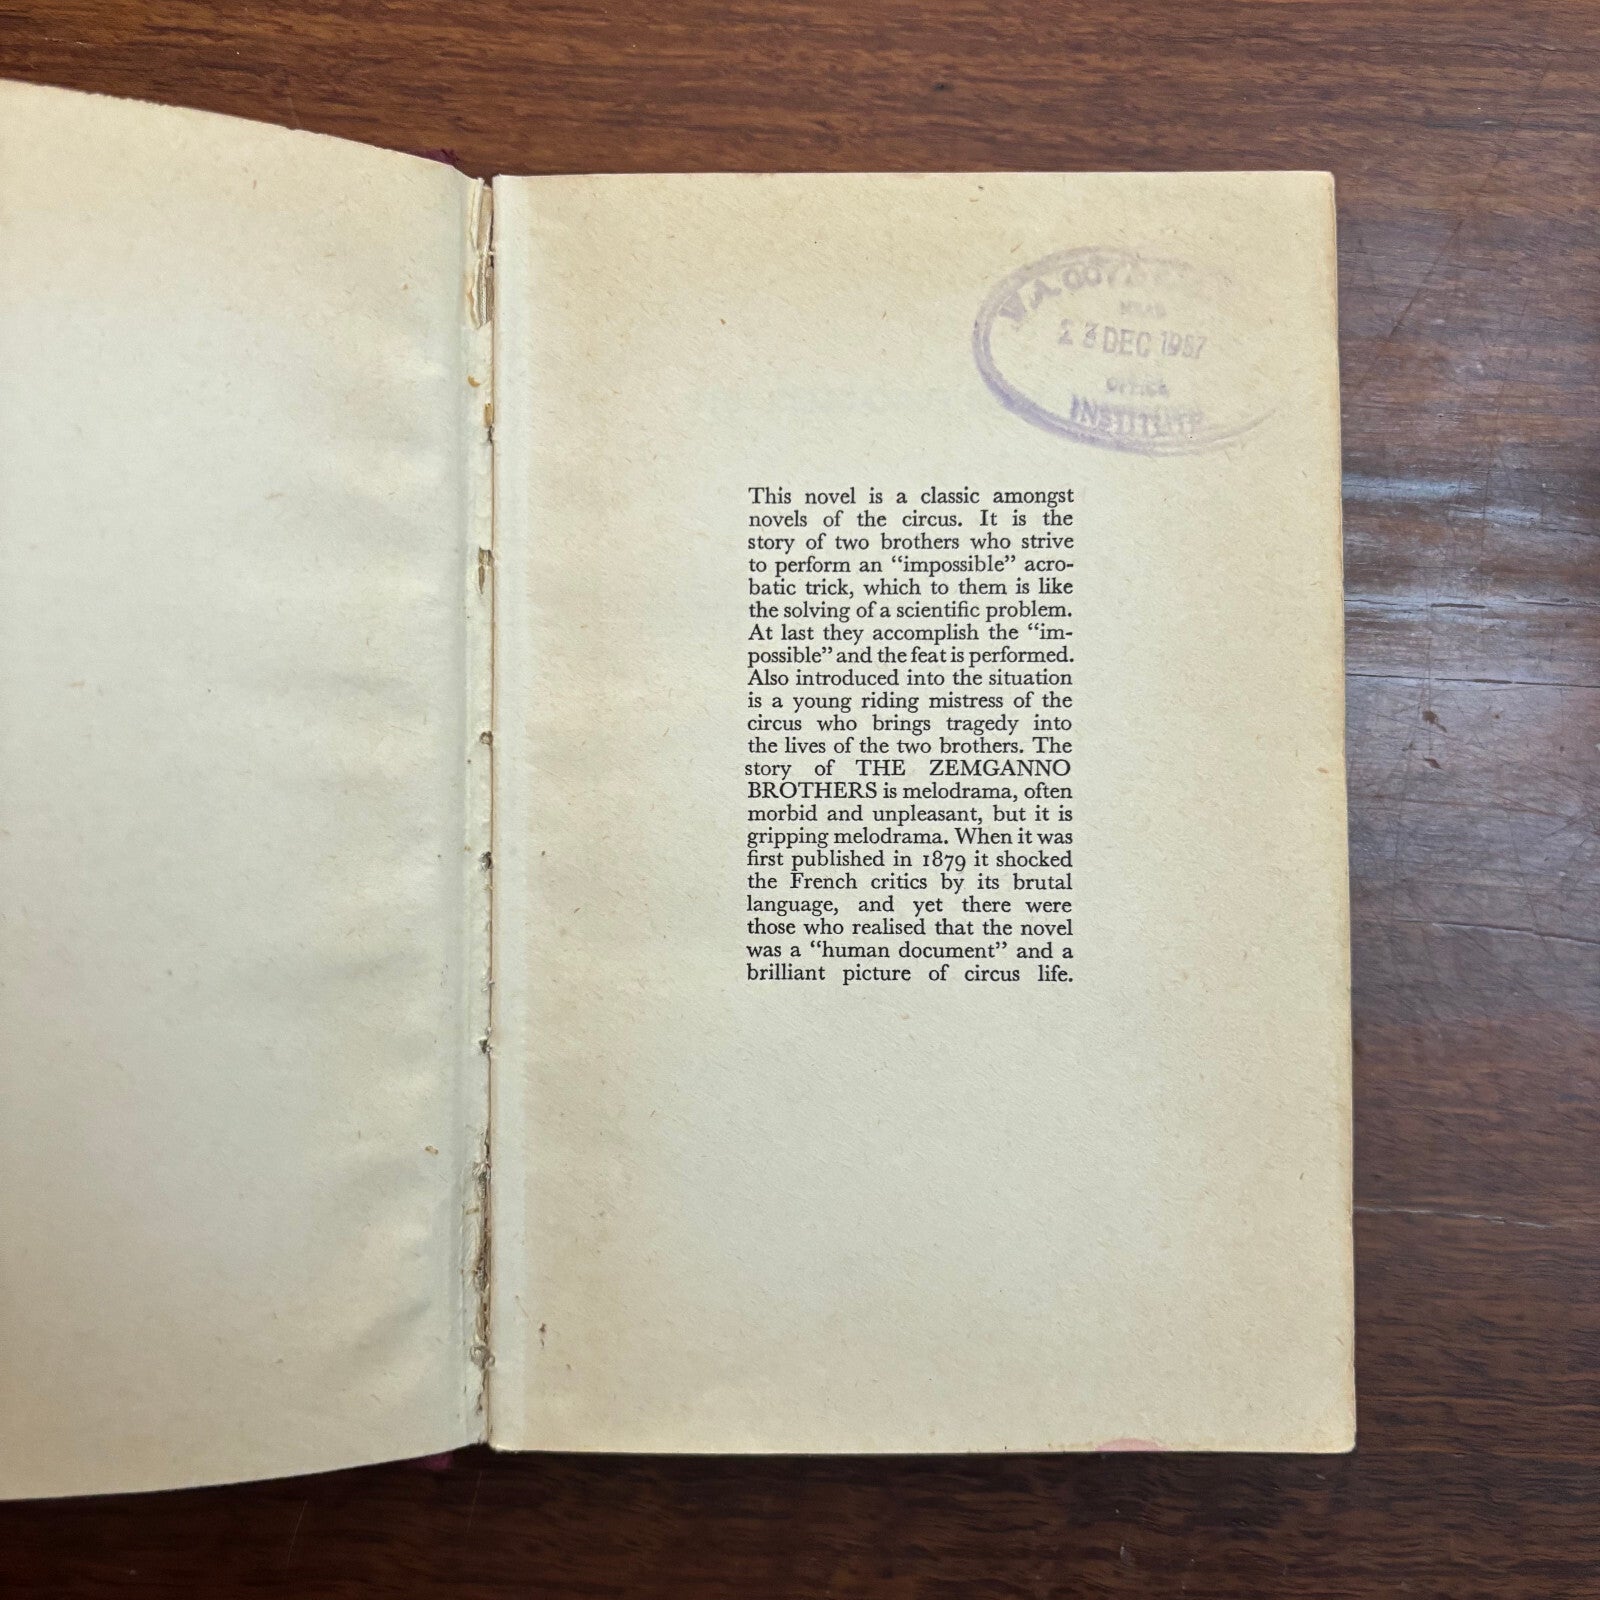 W.A. GOVT
HEAD
23 DEC 1957
OFFICE
INSTITUTE
This novel is a classic amongst
novels of the circus. It is the
story of two brothers who strive
to perform an “impossible” acro-
batic trick, which to them is like
the solving of a scientific problem.
At last they accomplish the “im-
possible” and the feat is performed.
Also introduced into the situation
is a young riding mistress of the
circus who brings tragedy into
the lives of the two brothers. The
story of THE ZEMGANNO
BROTHERS is melodrama, often
morbid and unpleasant, but it is
gripping melodrama. When it was
first published in 1879 it shocked
the French critics by its brutal
language, and yet there were
those who realised that the novel
was a “human document” and a
brilliant picture of circus life.